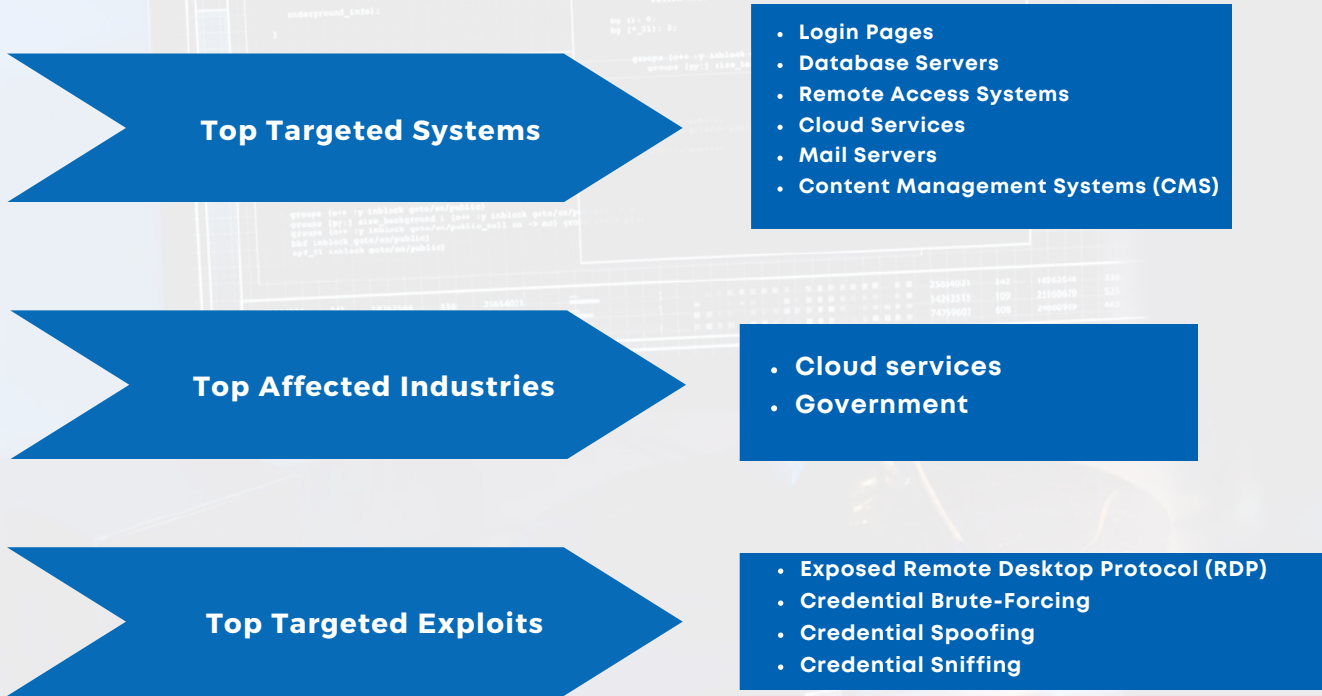 Top Targeted Systems
• Login Pages
• Database Servers
• Remote Access Systems
• Cloud Services
• Mail Servers
• Content Management Systems (CMS)
Top Affected Industries
• Cloud services
• Government
Top Targeted Exploits
• Exposed Remote Desktop Protocol (RDP)
• Credential Brute-Forcing
• Credential Spoofing
• Credential Sniffing